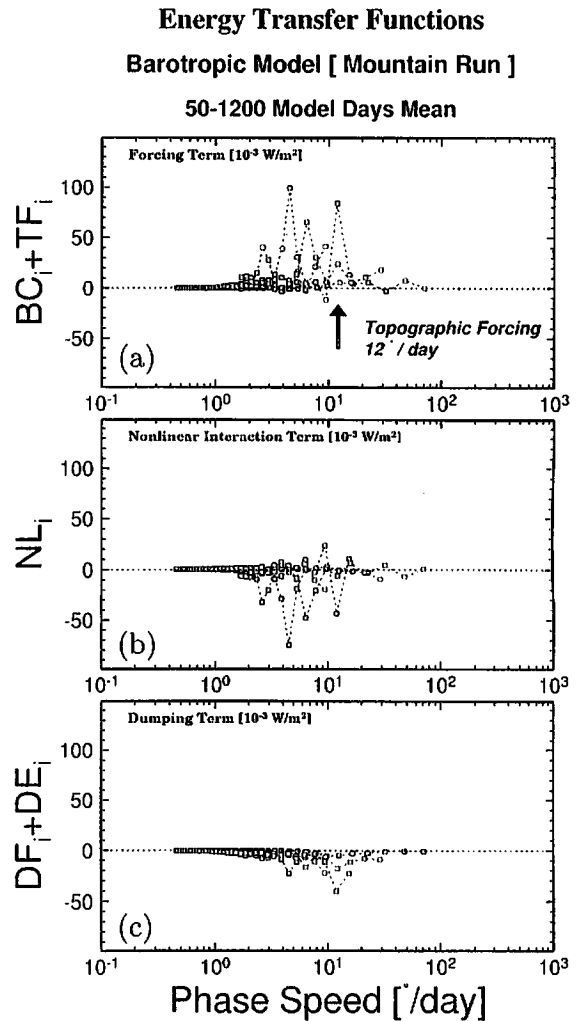 Energy Transfer Functions
Barotropic Model [ Mountain Run ]
50-1200 Model Days Mean
Forcing Term [10⁻³ W/m²]
BCᵢ+TFᵢ
100
50
0
-50
(a)
Topographic Forcing
12°/day
10⁻¹ 10⁰ 10¹ 10² 10³
Nonlinear Interaction Term [10⁻³ W/m²]
NLᵢ
100
50
0
-50
(b)
10⁻¹ 10⁰ 10¹ 10² 10³
Dumping Term [10⁻³ W/m²]
DFᵢ+DEᵢ
100
50
0
-50
(c)
10⁻¹ 10⁰ 10¹ 10² 10³
Phase Speed [°/day]